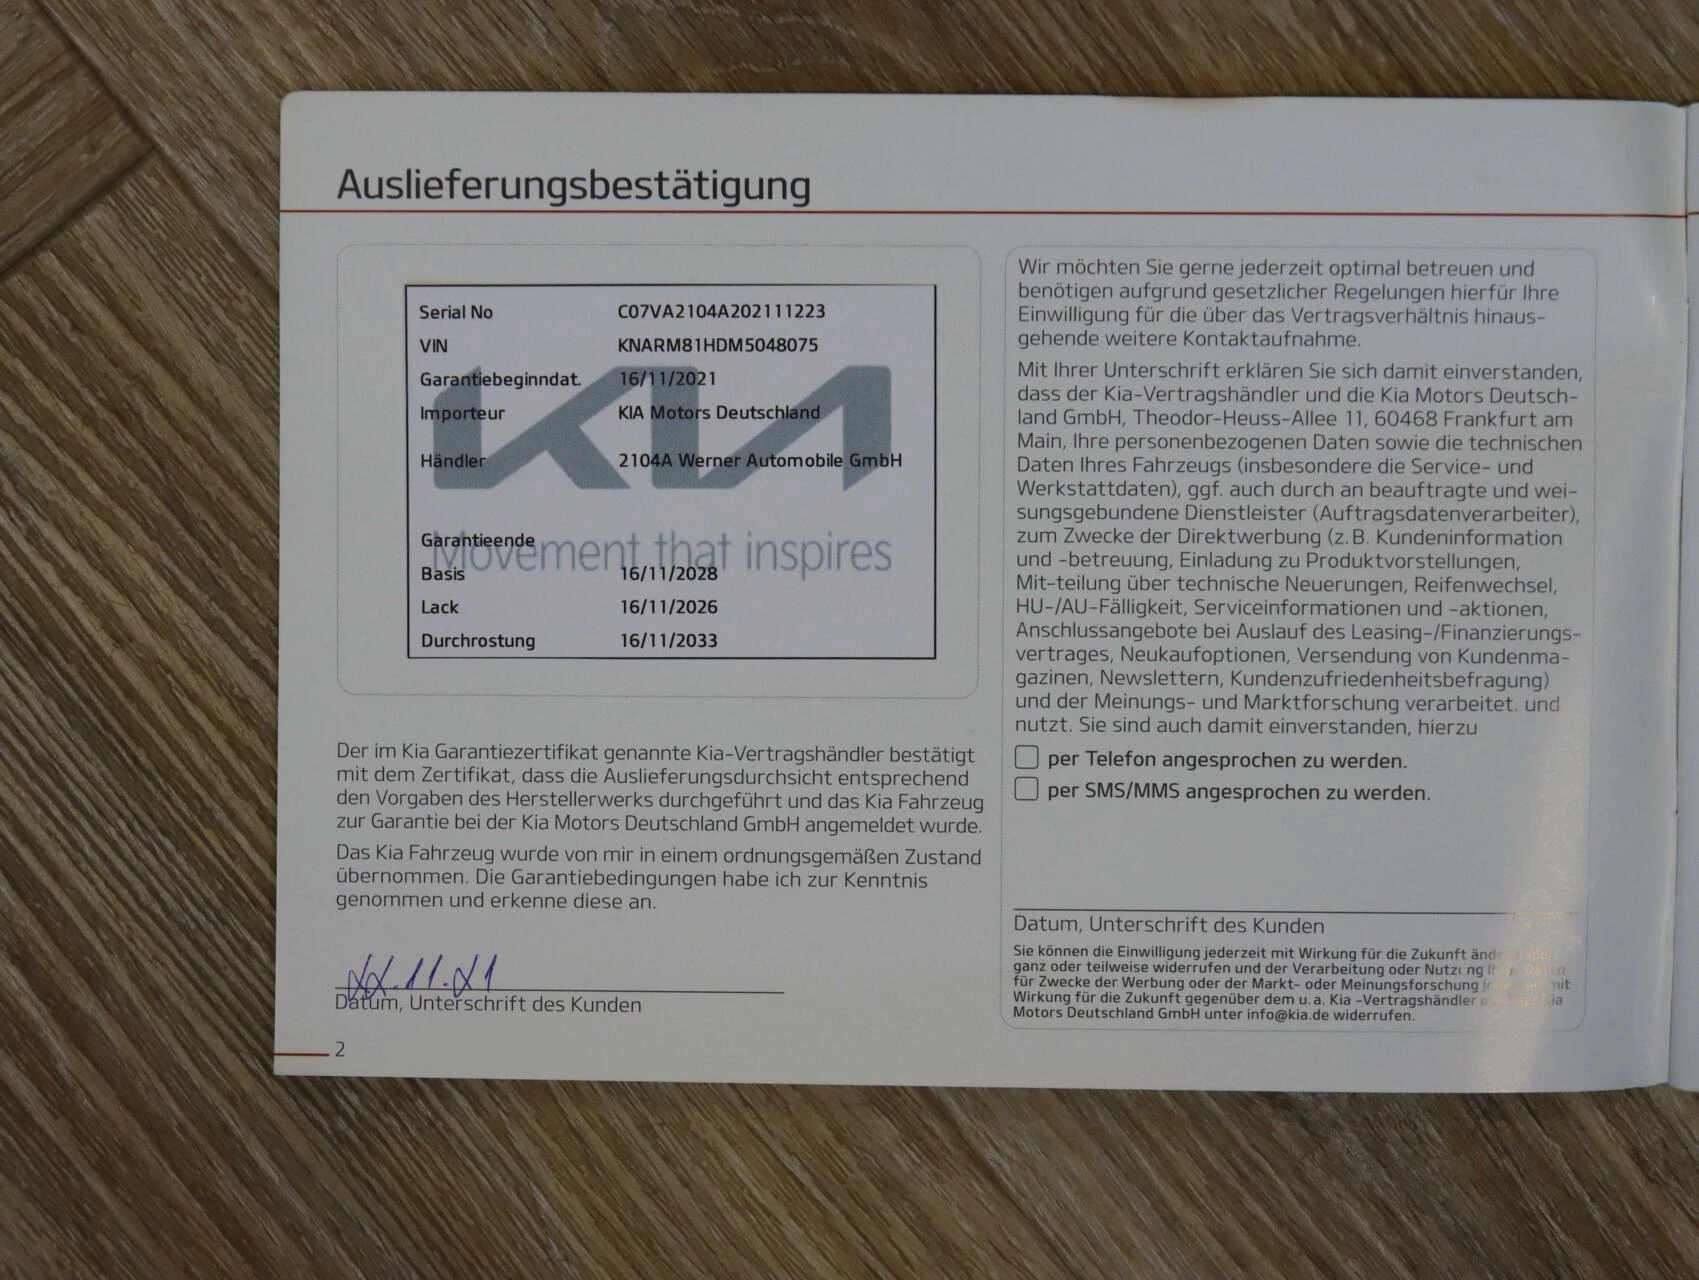 Auslieferungsbestätigung
Serial No C07VA2104A202111223
VIN KNARM81HDM5048075
Garantiebeginndat. 16/11/2021
Importeur KIA Motors Deutschland
Händler 2104A Werner Automobile GmbH
KIA
Garantieende
Movement that inspires
Basis 16/11/2028
Lack 16/11/2026
Durchrostung 16/11/2033
Der im Kia Garantiezertifikat genannte Kia-Vertragshändler bestätigt
mit dem Zertifikat, dass die Auslieferungsdurchsicht entsprechend
den Vorgaben des Herstellerwerks durchgeführt und das Kia Fahrzeug
zur Garantie bei der Kia Motors Deutschland GmbH angemeldet wurde.
Das Kia Fahrzeug wurde von mir in einem ordnungsgemäßen Zustand
übernommen. Die Garantiebedingungen habe ich zur Kenntnis
genommen und erkenne diese an.
22.11.21
Datum, Unterschrift des Kunden
2
Wir möchten Sie gerne jederzeit optimal betreuen und
benötigen aufgrund gesetzlicher Regelungen hierfür Ihre
Einwilligung für die über das Vertragsverhältnis hinaus-
gehende weitere Kontaktaufnahme.
Mit Ihrer Unterschrift erklären Sie sich damit einverstanden,
dass der Kia-Vertragshändler und die Kia Motors Deutsch-
land GmbH, Theodor-Heuss-Allee 11, 60468 Frankfurt am
Main, Ihre personenbezogenen Daten sowie die technischen
Daten Ihres Fahrzeugs (insbesondere die Service- und
Werkstattdaten), ggf. auch durch an beauftragte und wei-
sungsgebundene Dienstleister (Auftragsdatenverarbeiter),
zum Zwecke der Direktwerbung (z.B. Kundeninformation
und -betreuung, Einladung zu Produktvorstellungen,
Mit-teilung über technische Neuerungen, Reifenwechsel,
HU-/AU-Fälligkeit, Serviceinformationen und -aktionen,
Anschlussangebote bei Auslauf des Leasing-/Finanzierungs-
vertrages, Neukaufoptionen, Versendung von Kundenma-
gazinen, Newslettern, Kundenzufriedenheitsbefragung)
und der Meinungs- und Marktforschung verarbeitet. und
nutzt. Sie sind auch damit einverstanden, hierzu
per Telefon angesprochen zu werden.
per SMS/MMS angesprochen zu werden.
Datum, Unterschrift des Kunden
Sie können die Einwilligung jederzeit mit Wirkung für die Zukunft
ganz oder teilweise widerrufen und der Verarbeitung oder Nutzung Ihrer Daten
für Zwecke der Werbung oder der Markt- oder Meinungsforschung mit
Wirkung für die Zukunft gegenüber dem u.a. Kia -Vertragshändler Kia
Motors Deutschland GmbH unter info@kia.de widerrufen.